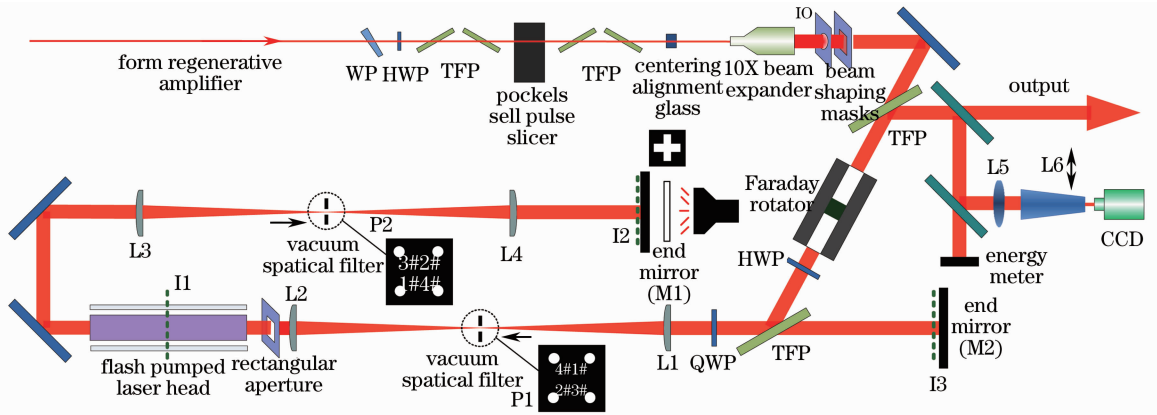 form regenerative
amplifier
WP
HWP
TFP
pockels
sell pulse
slicer
TFP
centering
alignment
glass
10X beam
expander
IO
beam
shaping
masks
TFP
output
L5
L6
CCD
energy
meter
Faraday
rotator
HWP
L3
P2
vacuum
spatical filter
3#2#
1#4#
L4
I2
end
mirror
(M1)
I1
flash pumped
laser head
rectangular
aperture
L2
vacuum
spatical filter
P1
4#1#
2#3#
L1
QWP
TFP
I3
end
mirror
(M2)